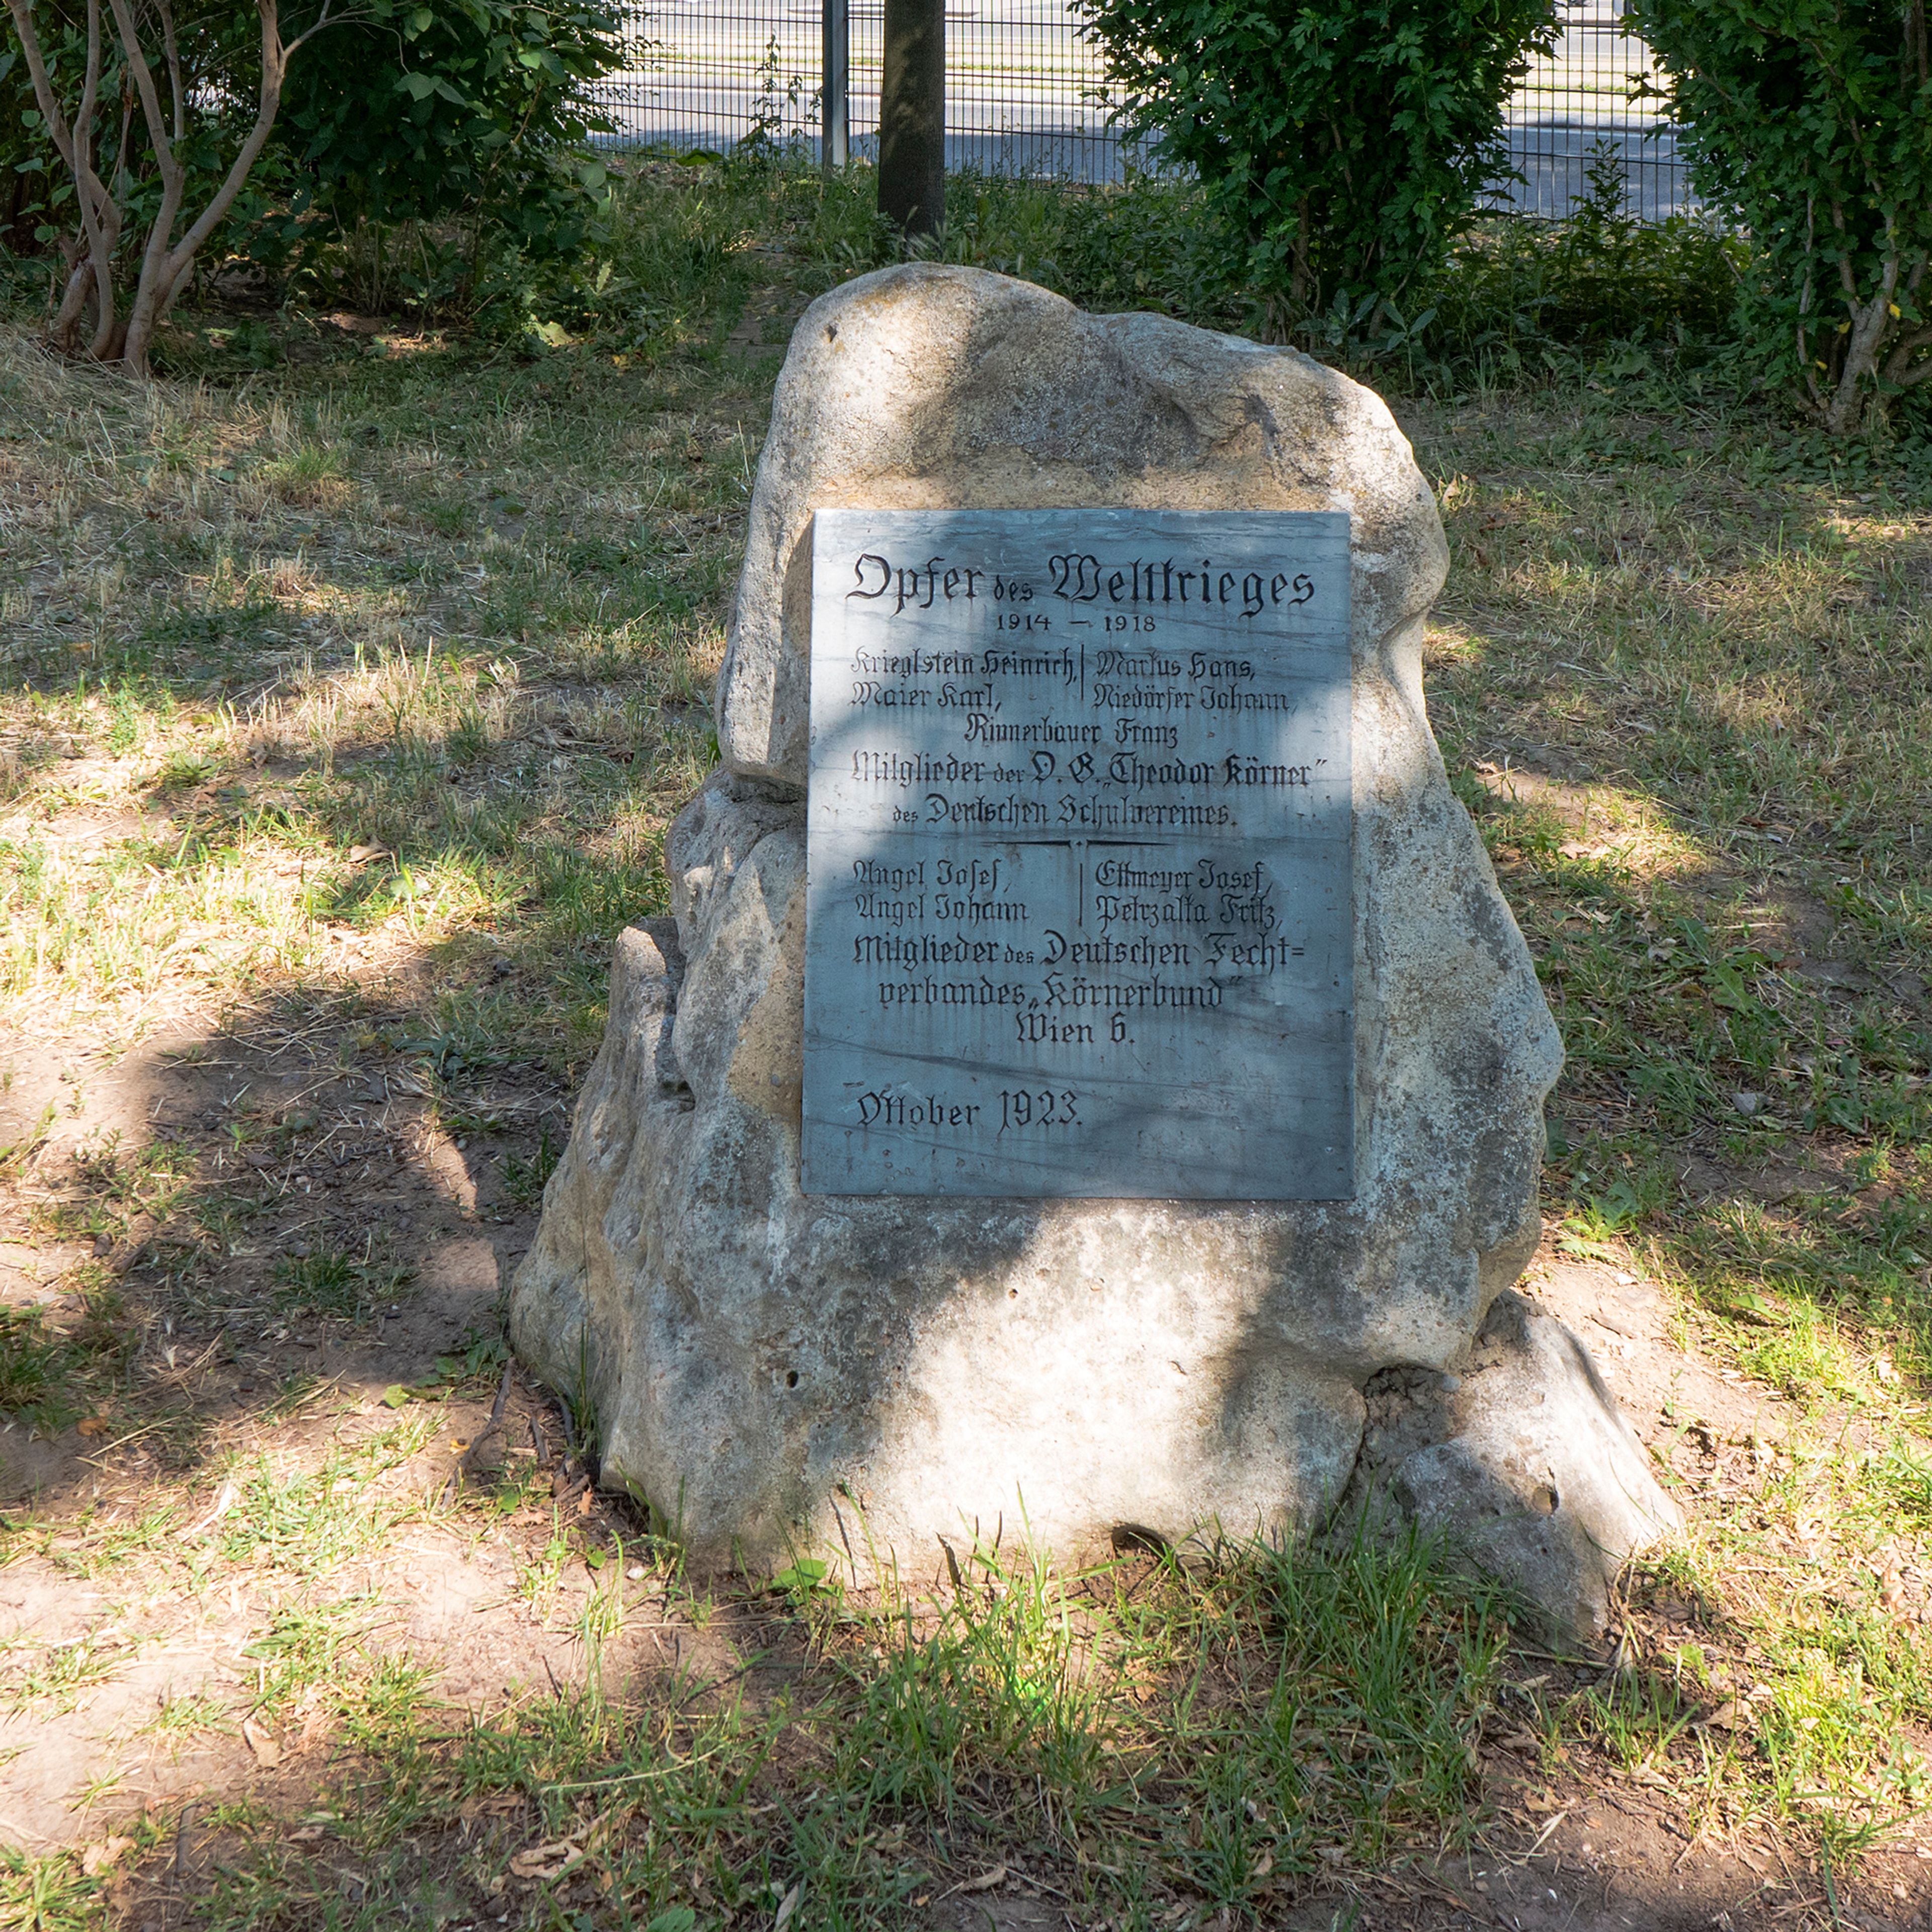 Opfer des Weltkrieges
1914 – 1918
Krieglstein Heinrich, Markus Hans,
Maier Karl, Niedörfer Johann,
Rinnerbauer Franz
Mitglieder der O. G. „Theodor Körner"
des Deutschen Schulvereines.
Angel Josef, Ettmeyer Josef,
Angel Johann Petrzalka Fritz,
Mitglieder des Deutschen Fecht=
verbandes „Körnerbund"
Wien 6.
Oktober 1923.